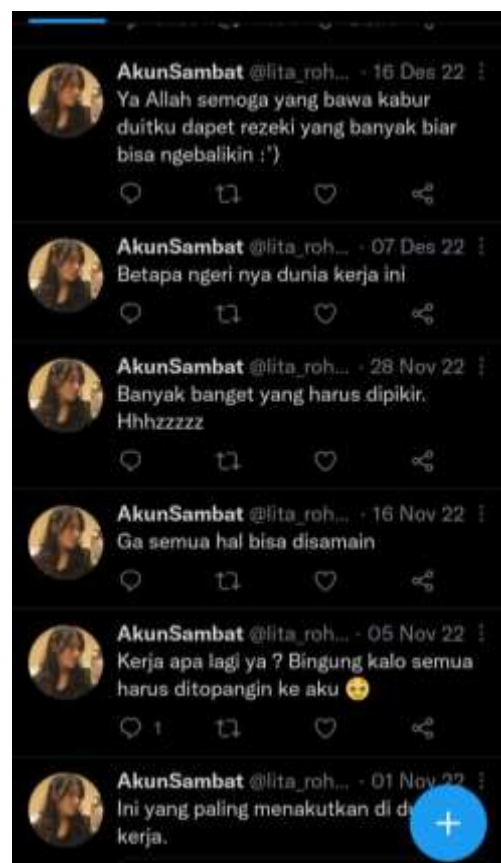 AkunSambat @lita_roh... · 16 Des 22
Ya Allah semoga yang bawa kabur
duitku dapet rezeki yang banyak biar
bisa ngebalikin :')
AkunSambat @lita_roh... · 07 Des 22
Betapa ngeri nya dunia kerja ini
AkunSambat @lita_roh... · 28 Nov 22
Banyak banget yang harus dipikir.
Hhhzzzzz
AkunSambat @lita_roh... · 16 Nov 22
Ga semua hal bisa disamain
AkunSambat @lita_roh... · 05 Nov 22
Kerja apa lagi ya ? Bingung kalo semua
harus ditopangin ke aku 🥹
1
AkunSambat @lita_roh... · 01 Nov 22
Ini yang paling menakutkan di
kerja.